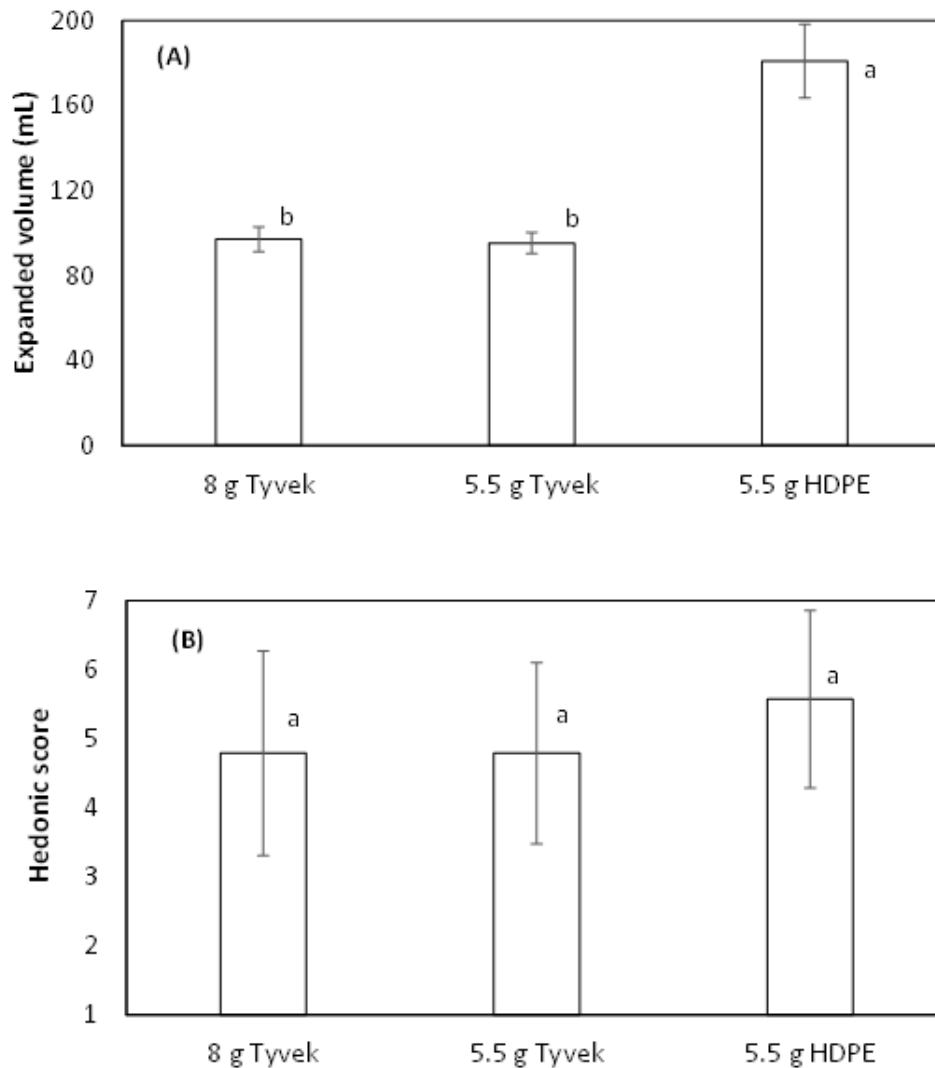 (A)
Expanded volume (mL)
200
160
120
80
40
0
b
b
a
8 g Tyvek
5.5 g Tyvek
5.5 g HDPE
(B)
Hedonic score
7
6
5
4
3
2
1
a
a
a
8 g Tyvek
5.5 g Tyvek
5.5 g HDPE